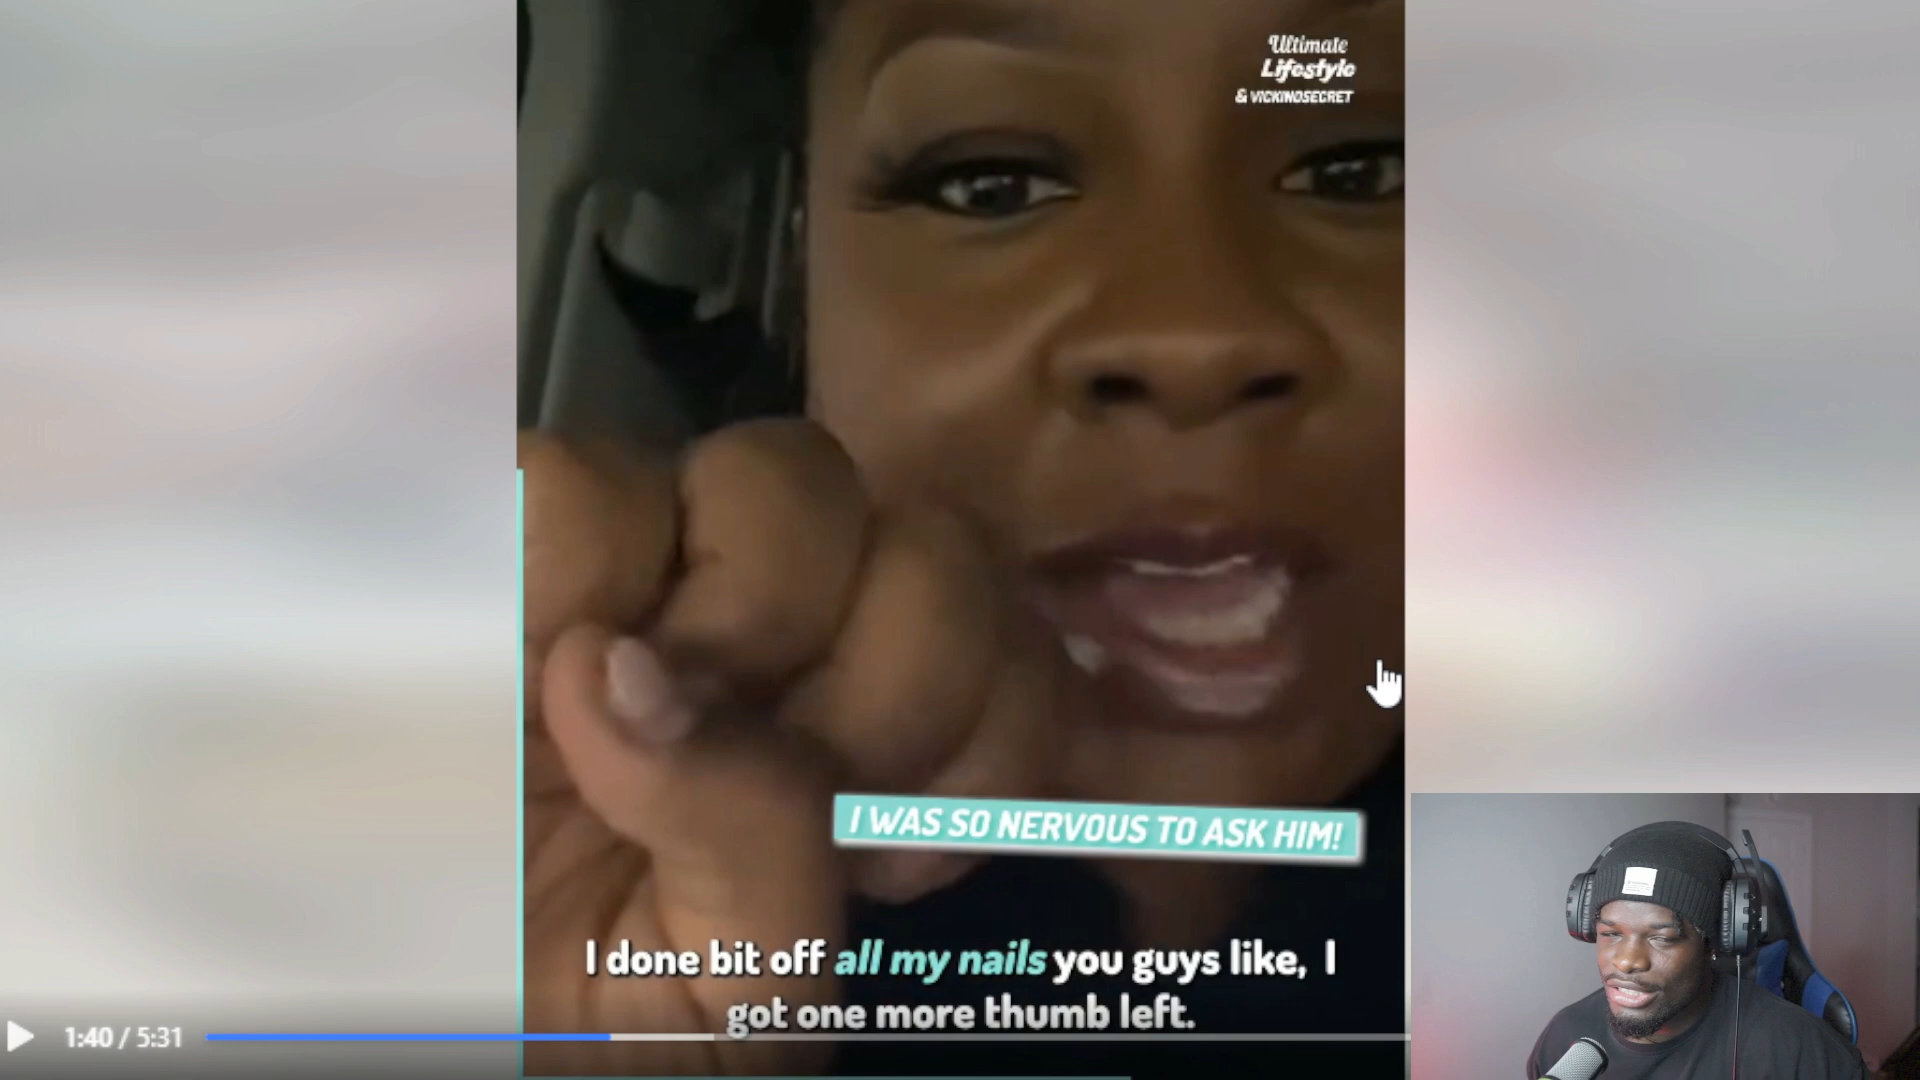 Ultimate
Lifestyle
& VICKINOSECRET
I WAS SO NERVOUS TO ASK HIM!
I done bit off all my nails you guys like, I
got one more thumb left.
1:40 / 5:31